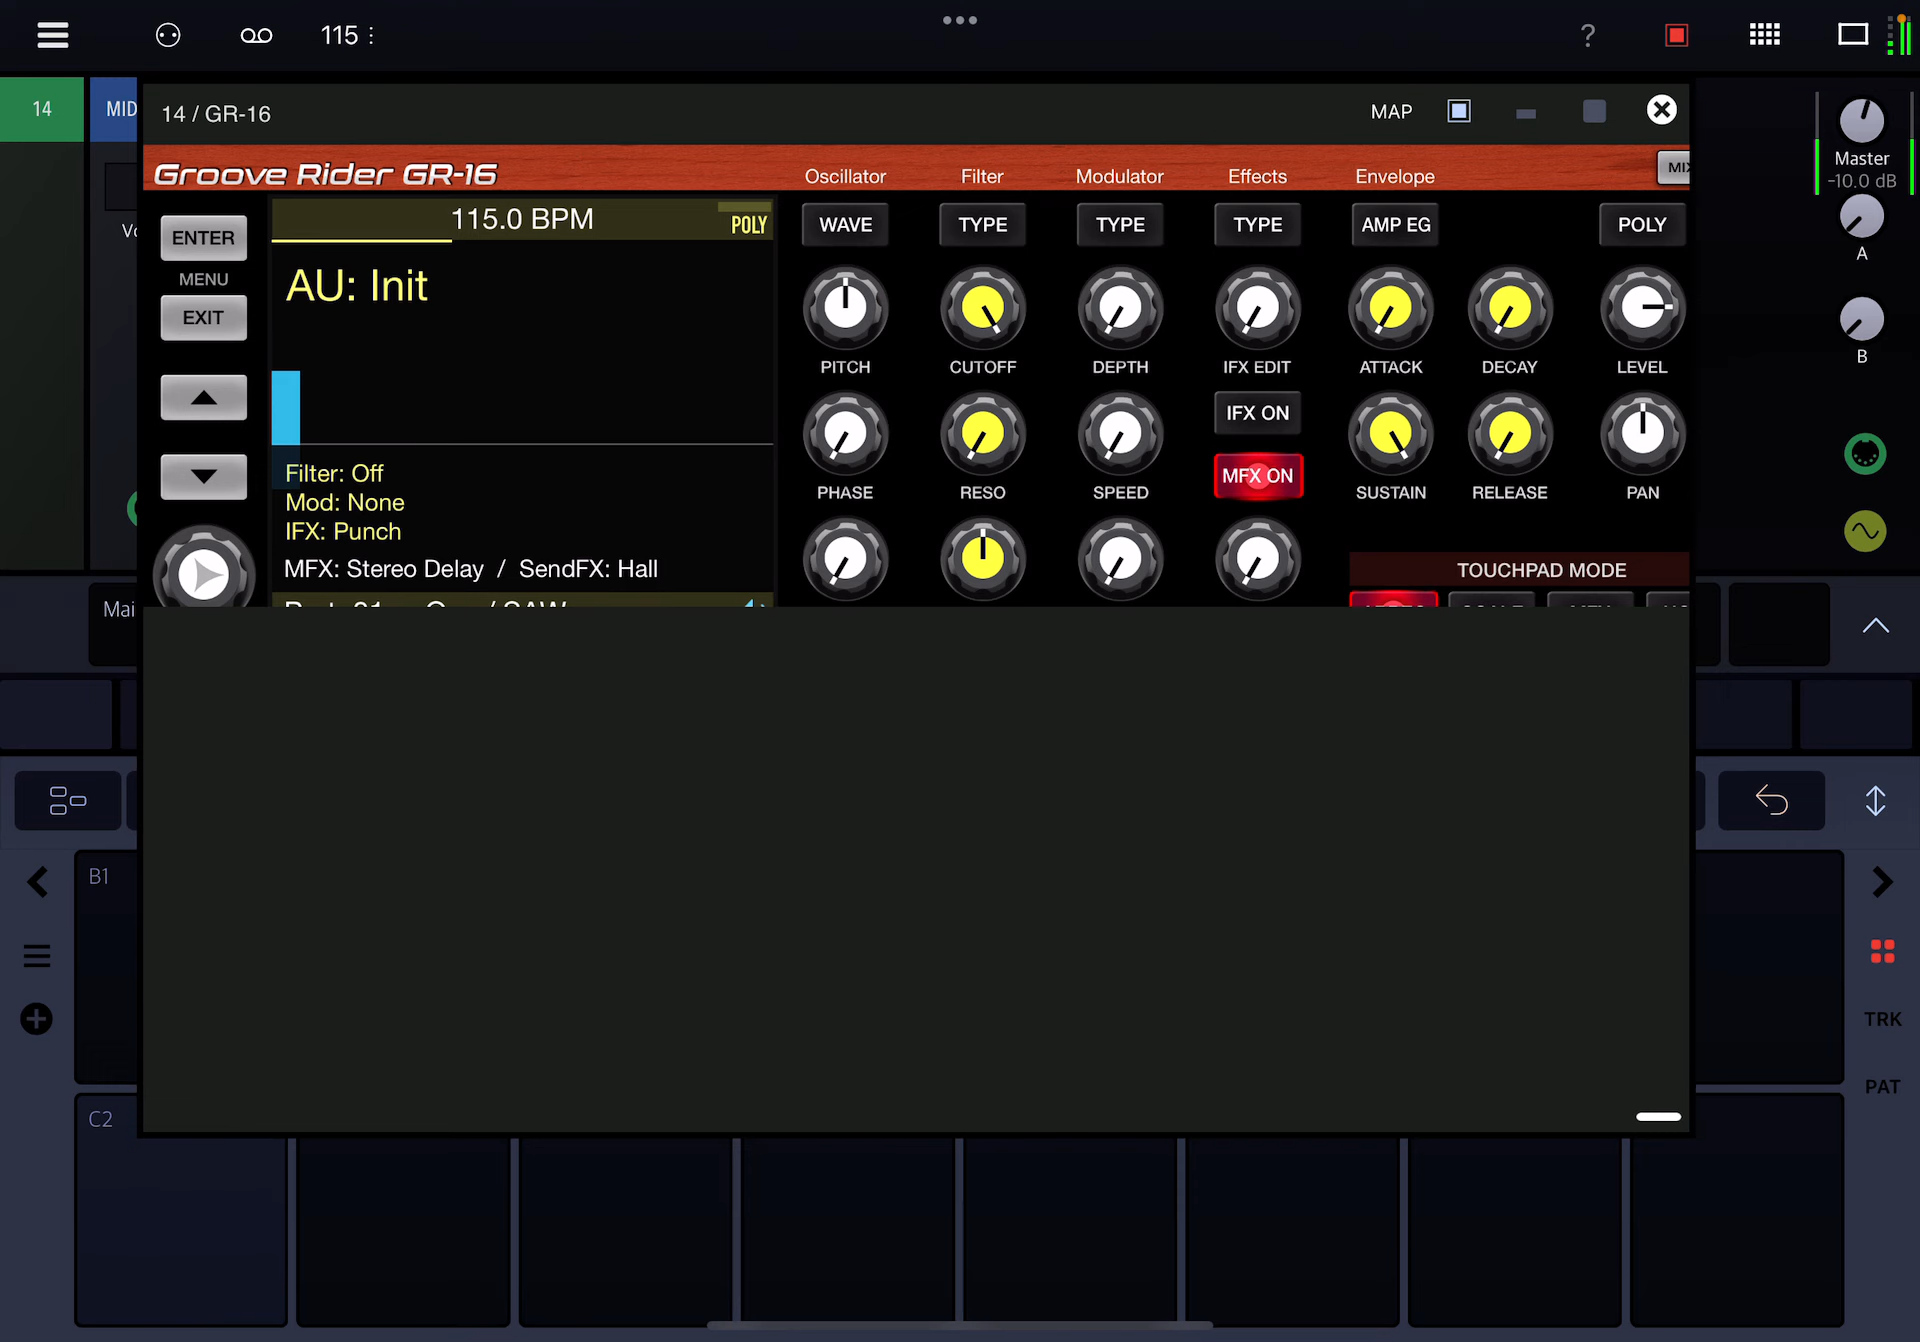 115
?
14
MID
14 / GR-16
MAP
Master
-10.0 dB
Groove Rider GR-16
Oscillator
Filter
Modulator
Effects
Envelope
MIX
ENTER
MENU
EXIT
115.0 BPM
POLY
WAVE
TYPE
TYPE
TYPE
AMP EG
POLY
AU: Init
PITCH
CUTOFF
DEPTH
IFX EDIT
ATTACK
DECAY
LEVEL
A
IFX ON
B
Filter: Off
Mod: None
IFX: Punch
MFX ON
PHASE
RESO
SPEED
SUSTAIN
RELEASE
PAN
MFX: Stereo Delay / SendFX: Hall
TOUCHPAD MODE
Mai
B1
TRK
PAT
C2